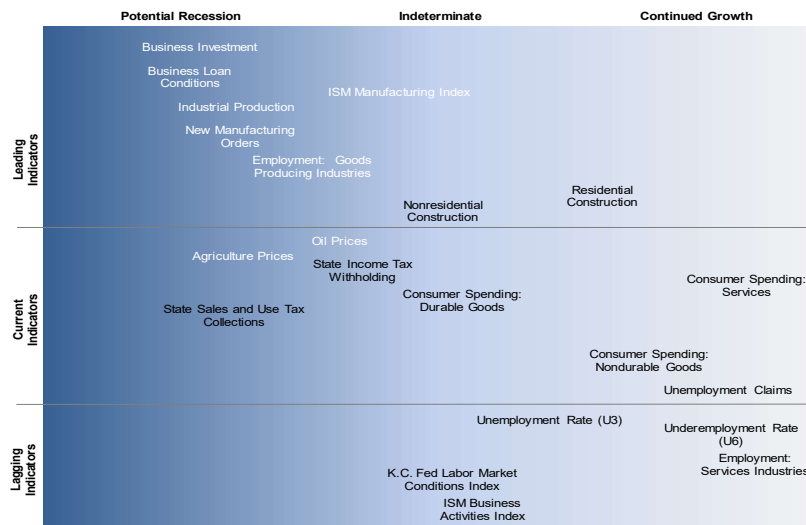 Potential Recession
Indeterminate
Continued Growth
Leading
Indicators
Business Investment
Business Loan
Conditions
ISM Manufacturing Index
Industrial Production
New Manufacturing
Orders
Employment: Goods
Producing Industries
Residential
Construction
Nonresidential
Construction
Current
Indicators
Oil Prices
Agriculture Prices
State Income Tax
Withholding
Consumer Spending:
Services
Consumer Spending:
Durable Goods
State Sales and Use Tax
Collections
Consumer Spending:
Nondurable Goods
Unemployment Claims
Lagging
Indicators
Unemployment Rate (U3)
Underemployment Rate
(U6)
Employment:
Services Industries
K.C. Fed Labor Market
Conditions Index
ISM Business
Activities Index